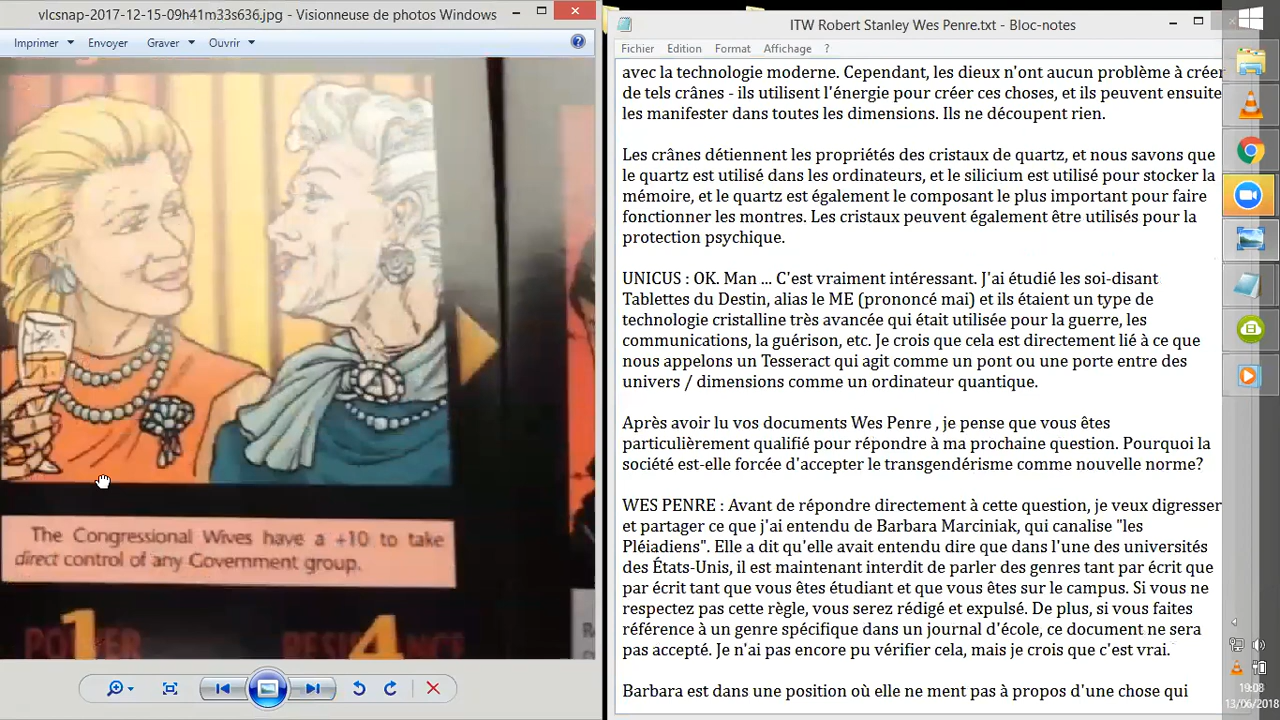 vlcsnap-2017-12-15-09h41m33s636.jpg - Visionneuse de photos Windows
Imprimer
Envoyer
Graver
Ouvrir
The Congressional Wives have a +10 to take
direct control of any Government group.
1
4
ITW Robert Stanley Wes Penre.txt - Bloc-notes
Fichier
Edition
Format
Affichage
?
avec la technologie moderne. Cependant, les dieux n'ont aucun problème à créer
de tels crânes - ils utilisent l'énergie pour créer ces choses, et ils peuvent ensuite
les manifester dans toutes les dimensions. Ils ne découpent rien.
Les crânes détiennent les propriétés des cristaux de quartz, et nous savons que
le quartz est utilisé dans les ordinateurs, et le silicium est utilisé pour stocker la
mémoire, et le quartz est également le composant le plus important pour faire
fonctionner les montres. Les cristaux peuvent également être utilisés pour la
protection psychique.
UNICUS : OK. Man ... C'est vraiment intéressant. J'ai étudié les soi-disant
Tablettes du Destin, alias le ME (prononcé mai) et ils étaient un type de
technologie cristalline très avancée qui était utilisée pour la guerre, les
communications, la guérison, etc. Je crois que cela est directement lié à ce que
nous appelons un Tesseract qui agit comme un pont ou une porte entre des
univers / dimensions comme un ordinateur quantique.
Après avoir lu vos documents Wes Penre , je pense que vous êtes
particulièrement qualifié pour répondre à ma prochaine question. Pourquoi la
société est-elle forcée d'accepter le transgendérisme comme nouvelle norme?
WES PENRE : Avant de répondre directement à cette question, je veux digresser
et partager ce que j'ai entendu de Barbara Marciniak, qui canalise "les
Pléiadiens". Elle a dit qu'elle avait entendu dire que dans l'une des universités
des États-Unis, il est maintenant interdit de parler des genres tant par écrit que
par écrit tant que vous êtes étudiant et que vous êtes sur le campus. Si vous ne
respectez pas cette règle, vous serez rédigé et expulsé. De plus, si vous faites
référence à un genre spécifique dans un journal d'école, ce document ne sera
pas accepté. Je n'ai pas encore pu vérifier cela, mais je crois que c'est vrai.
Barbara est dans une position où elle ne ment pas à propos d'une chose qui
19:08
13/06/2018